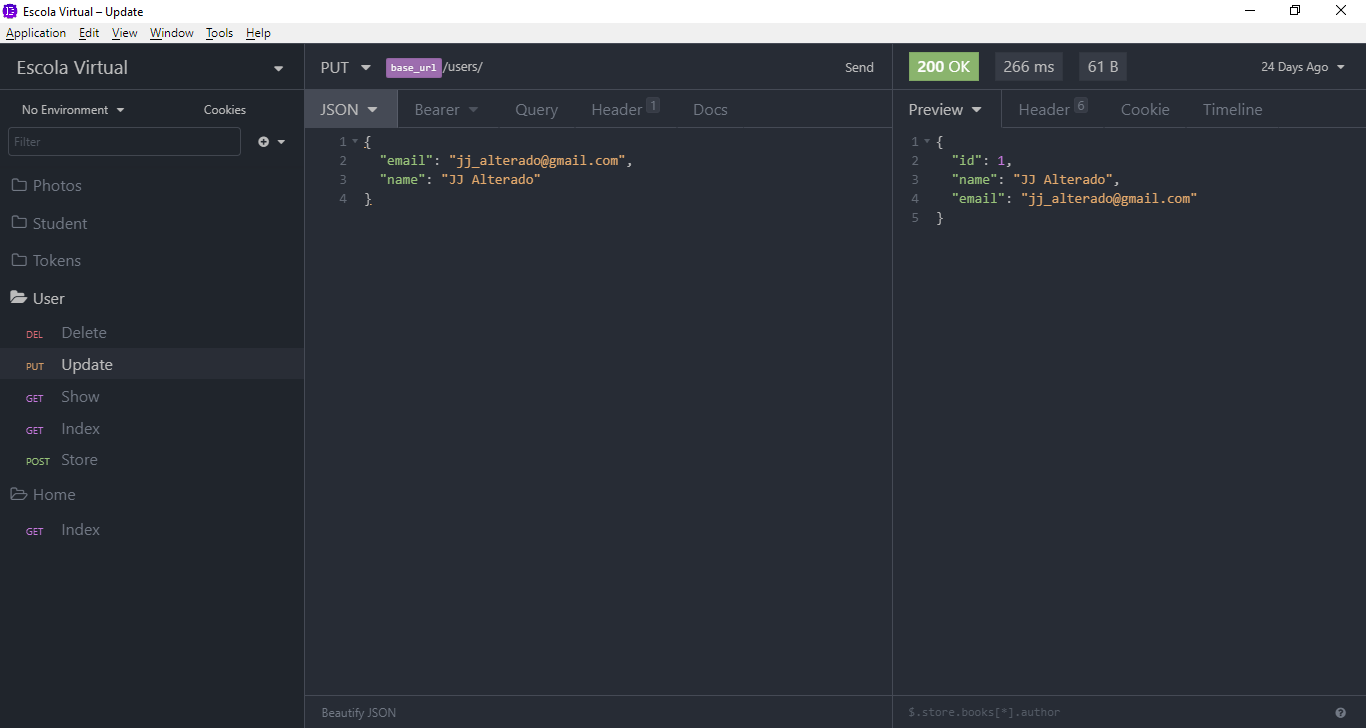 Escola Virtual – Update
Application Edit View Window Tools Help
Escola Virtual
No Environment Cookies
Filter
Photos
Student
Tokens
User
DEL Delete
PUT Update
GET Show
GET Index
POST Store
Home
GET Index
PUT base_url/users/ Send
JSON Bearer Query Header 1 Docs
1 {
2 "email": "jj_alterado@gmail.com",
3 "name": "JJ Alterado"
4 }
Beautify JSON
200 OK 266 ms 61 B 24 Days Ago
Preview Header 6 Cookie Timeline
1 {
2 "id": 1,
3 "name": "JJ Alterado",
4 "email": "jj_alterado@gmail.com"
5 }
$.store.books[*].author